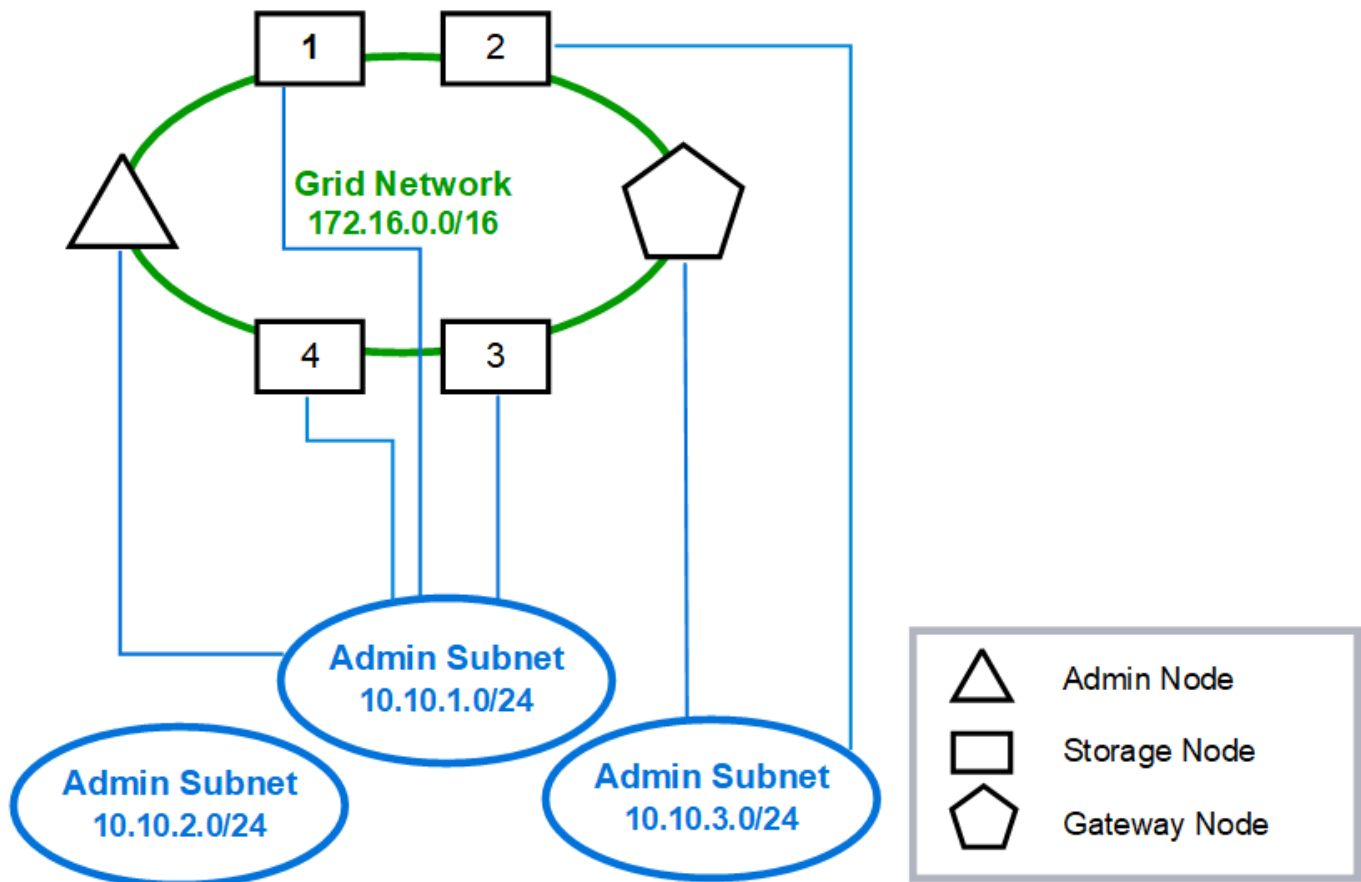 1
2
Grid Network
172.16.0.0/16
4
3
Admin Subnet
10.10.1.0/24
Admin Subnet
10.10.2.0/24
Admin Subnet
10.10.3.0/24
Admin Node
Storage Node
Gateway Node